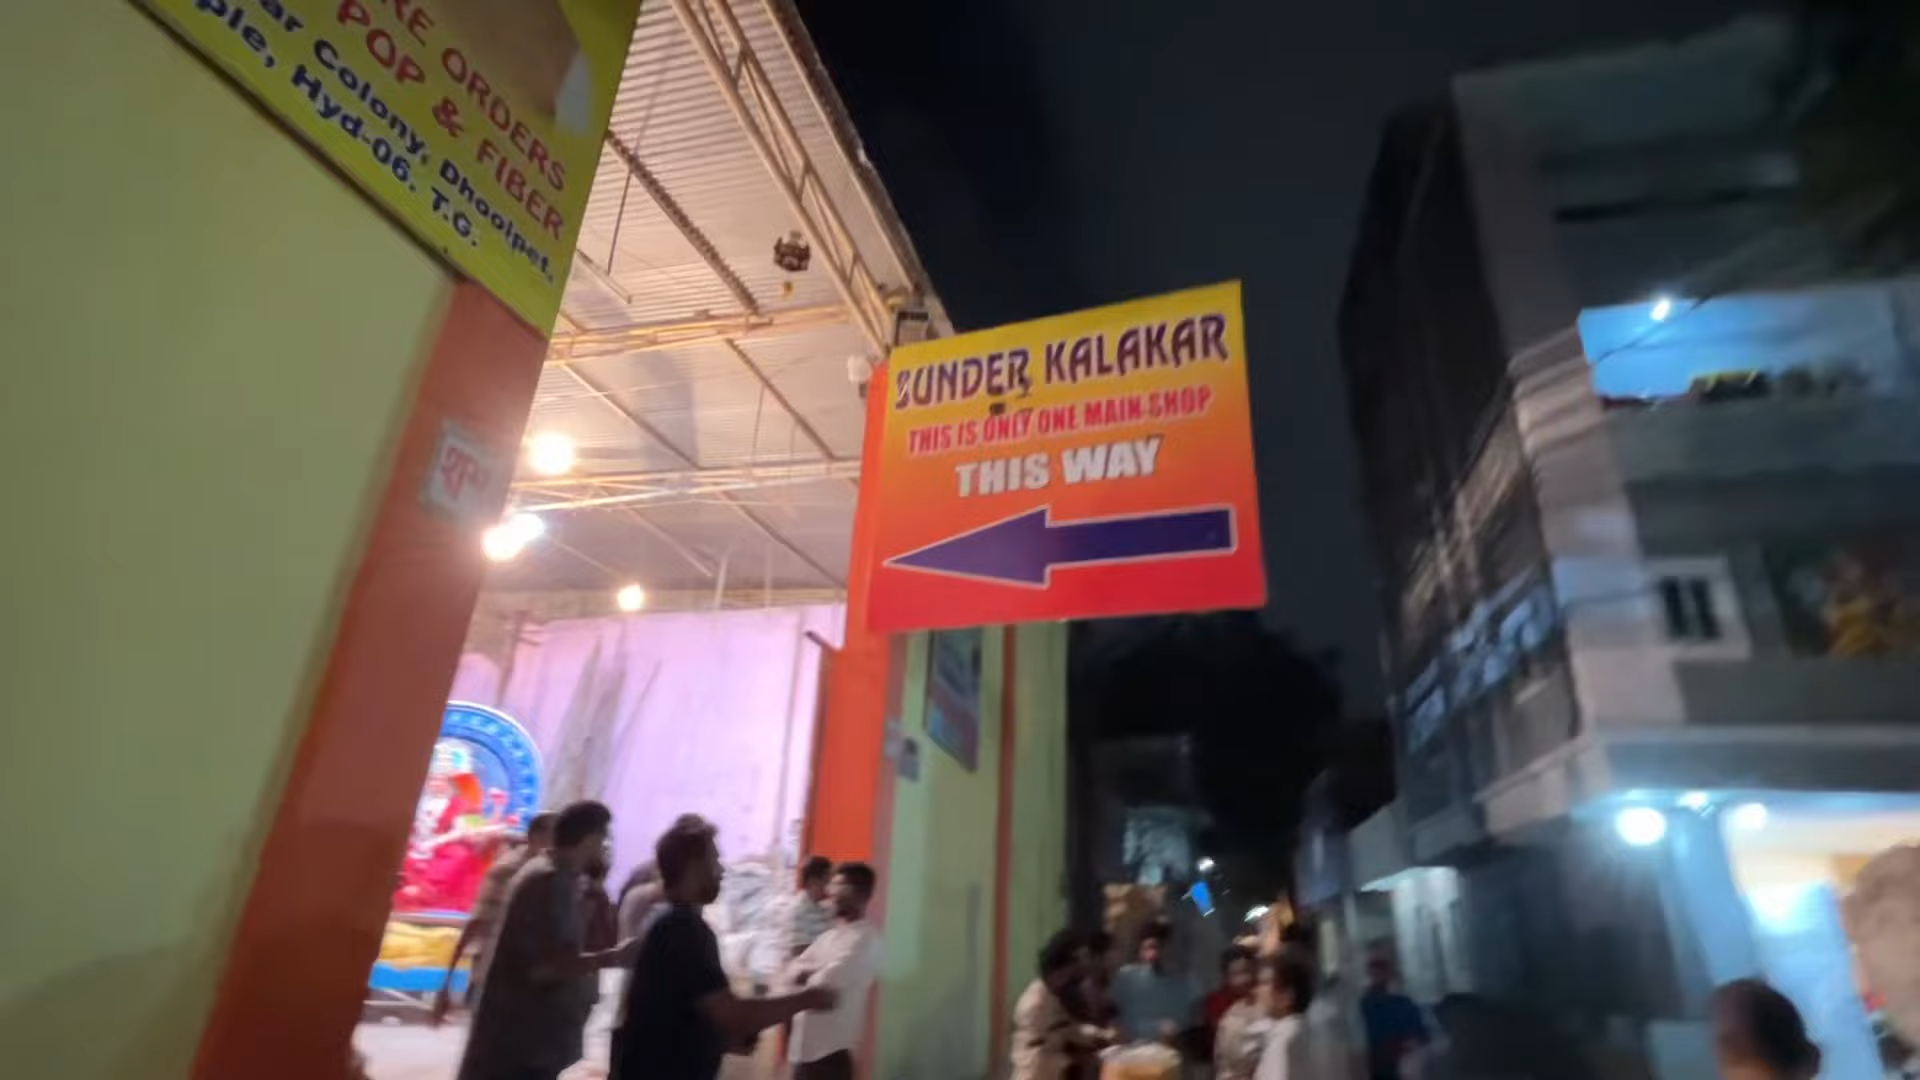 RE ORDERS
POP & FIBER
ar Colony, Dhoolpet,
ple, Hyd-06. T.G.
SUNDER KALAKAR
THIS IS ONLY ONE MAIN SHOP
THIS WAY